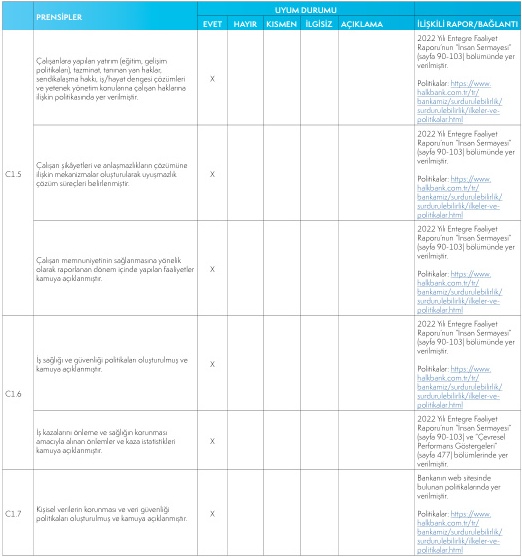 PRENSİPLER
UYUM DURUMU
EVET HAYIR KISMEN İLGİSİZ AÇIKLAMA İLİŞKİLİ RAPOR/BAĞLANTI
C1.5
Çalışanlara yapılan yatırım (eğitim, gelişim
politikaları), tazminat, tanınan yan haklar,
sendikalaşma hakkı, iş/hayat dengesi çözümleri
ve yetenek yönetimi konularına çalışan haklarına
ilişkin politikasında yer verilmiştir.
X
2022 Yılı Entegre Faaliyet
Raporu'nun "İnsan Sermayesi"
(sayfa 90-103) bölümünde yer
verilmiştir.
Politikalar: https://www.
halkbank.com.tr/tr/
bankamiz/surdurulebilirlik/
surdurulebilirlik/ilkeler-ve-
politikalar.html
Çalışan şikâyetleri ve anlaşmazlıkların çözümüne
ilişkin mekanizmalar oluşturularak uyuşmazlık
çözüm süreçleri belirlenmiştir.
X
2022 Yılı Entegre Faaliyet
Raporu'nun "İnsan Sermayesi"
(sayfa 90-103) bölümünde yer
verilmiştir.
Politikalar: https://www.
halkbank.com.tr/tr/
bankamiz/surdurulebilirlik/
surdurulebilirlik/ilkeler-ve-
politikalar.html
Çalışan memnuniyetinin sağlanmasına yönelik
olarak raporlanan dönem içinde yapılan faaliyetler
kamuya açıklanmıştır.
X
2022 Yılı Entegre Faaliyet
Raporu'nun "İnsan Sermayesi"
(sayfa 90-103) bölümünde yer
verilmiştir.
Politikalar: https://www.
halkbank.com.tr/tr/
bankamiz/surdurulebilirlik/
surdurulebilirlik/ilkeler-ve-
politikalar.html
C1.6
İş sağlığı ve güvenliği politikaları oluşturulmuş ve
kamuya açıklanmıştır.
X
2022 Yılı Entegre Faaliyet
Raporu'nun "İnsan Sermayesi"
(sayfa 90-103) bölümünde yer
verilmiştir.
Politikalar: https://www.
halkbank.com.tr/tr/
bankamiz/surdurulebilirlik/
surdurulebilirlik/ilkeler-ve-
politikalar.html
İş kazalarını önleme ve sağlığın korunması
amacıyla alınan önlemler ve kaza istatistikleri
kamuya açıklanmıştır.
X
2022 Yılı Entegre Faaliyet
Raporu'nun "İnsan Sermayesi"
(sayfa 90-103) ve "Çevresel
Performans Göstergeleri"
(sayfa 477) bölümlerinde yer
verilmiştir.
C1.7
Kişisel verilerin korunması ve veri güvenliği
politikaları oluşturulmuş ve kamuya açıklanmıştır.
X
Bankanın web sitesinde
bulunan politikalarında yer
verilmiştir.
Politikalar: https://www.
halkbank.com.tr/tr/
bankamiz/surdurulebilirlik/
surdurulebilirlik/ilkeler-ve-
politikalar.html